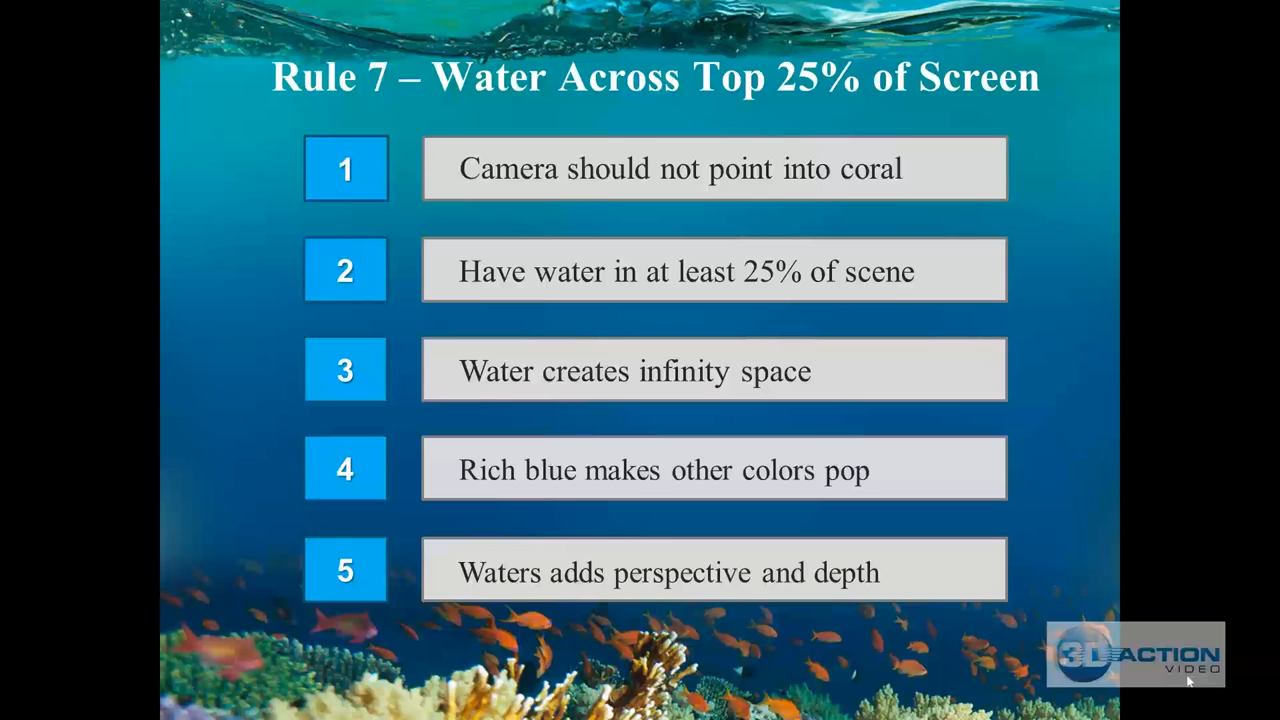 Rule 7 – Water Across Top 25% of Screen
1 Camera should not point into coral
2 Have water in at least 25% of scene
3 Water creates infinity space
4 Rich blue makes other colors pop
5 Waters adds perspective and depth
3D ACTION
VIDEO